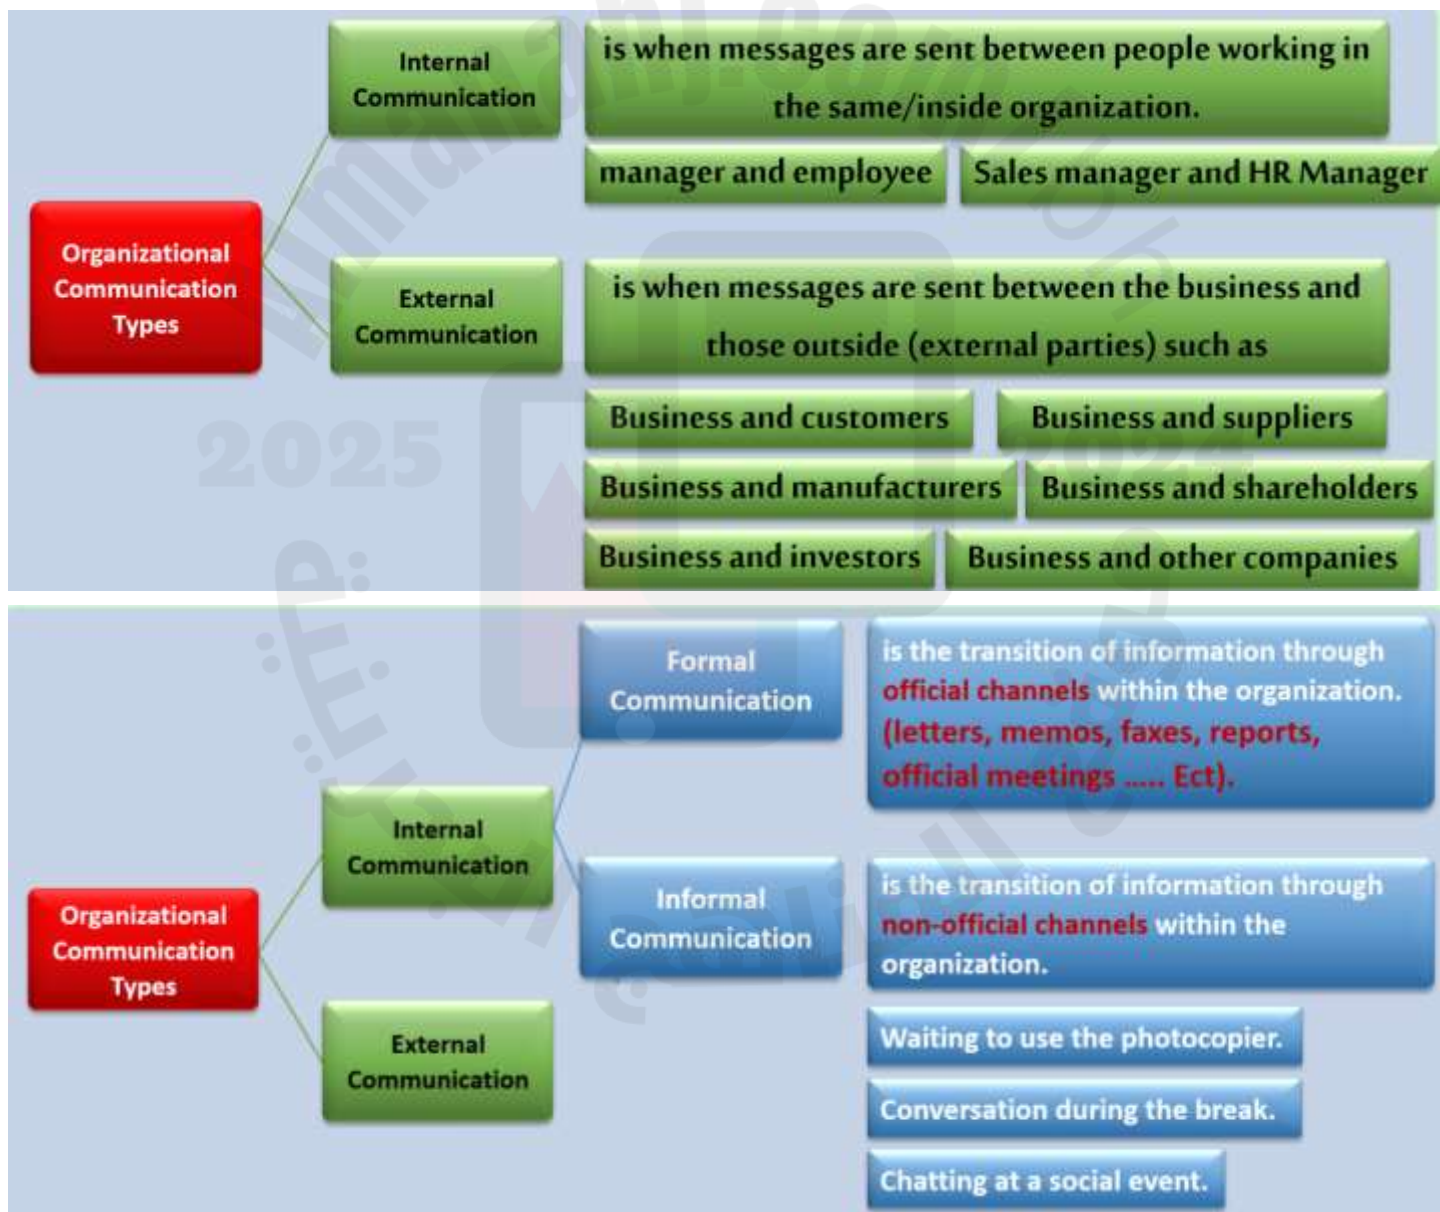 Internal
Communication
is when messages are sent between people working in
the same/inside organization.
manager and employee
Sales manager and HR Manager
Organizational
Communication
Types
External
Communication
is when messages are sent between the business and
those outside (external parties) such as
Business and customers
Business and suppliers
2025
2024
Business and manufacturers
Business and shareholders
Business and investors
Business and other companies
Formal
Communication
is the transition of information through
official channels within the organization.
(letters, memos, faxes, reports,
official meetings ..... Ect).
Internal
Communication
Organizational
Communication
Types
Informal
Communication
is the transition of information through
non-official channels within the
organization.
External
Communication
Waiting to use the photocopier.
Conversation during the break.
Chatting at a social event.